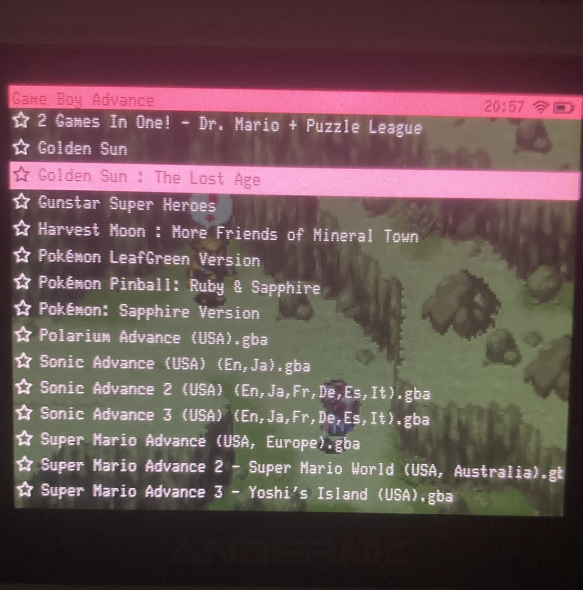 Game Boy Advance
20:57
☆ 2 Games In One! - Dr. Mario + Puzzle League
☆ Golden Sun
☆ Golden Sun : The Lost Age
☆ Gunstar Super Heroes
☆ Harvest Moon : More Friends of Mineral Town
☆ Pokémon LeafGreen Version
☆ Pokémon Pinball: Ruby & Sapphire
☆ Pokémon: Sapphire Version
☆ Polarium Advance (USA).gba
☆ Sonic Advance (USA) (En,Ja).gba
☆ Sonic Advance 2 (USA) (En,Ja,Fr,De,Es,It).gba
☆ Sonic Advance 3 (USA) (En,Ja,Fr,De,Es,It).gba
☆ Super Mario Advance (USA, Europe).gba
☆ Super Mario Advance 2 - Super Mario World (USA, Australia).gb
☆ Super Mario Advance 3 - Yoshi's Island (USA).gba
ANBERNIC